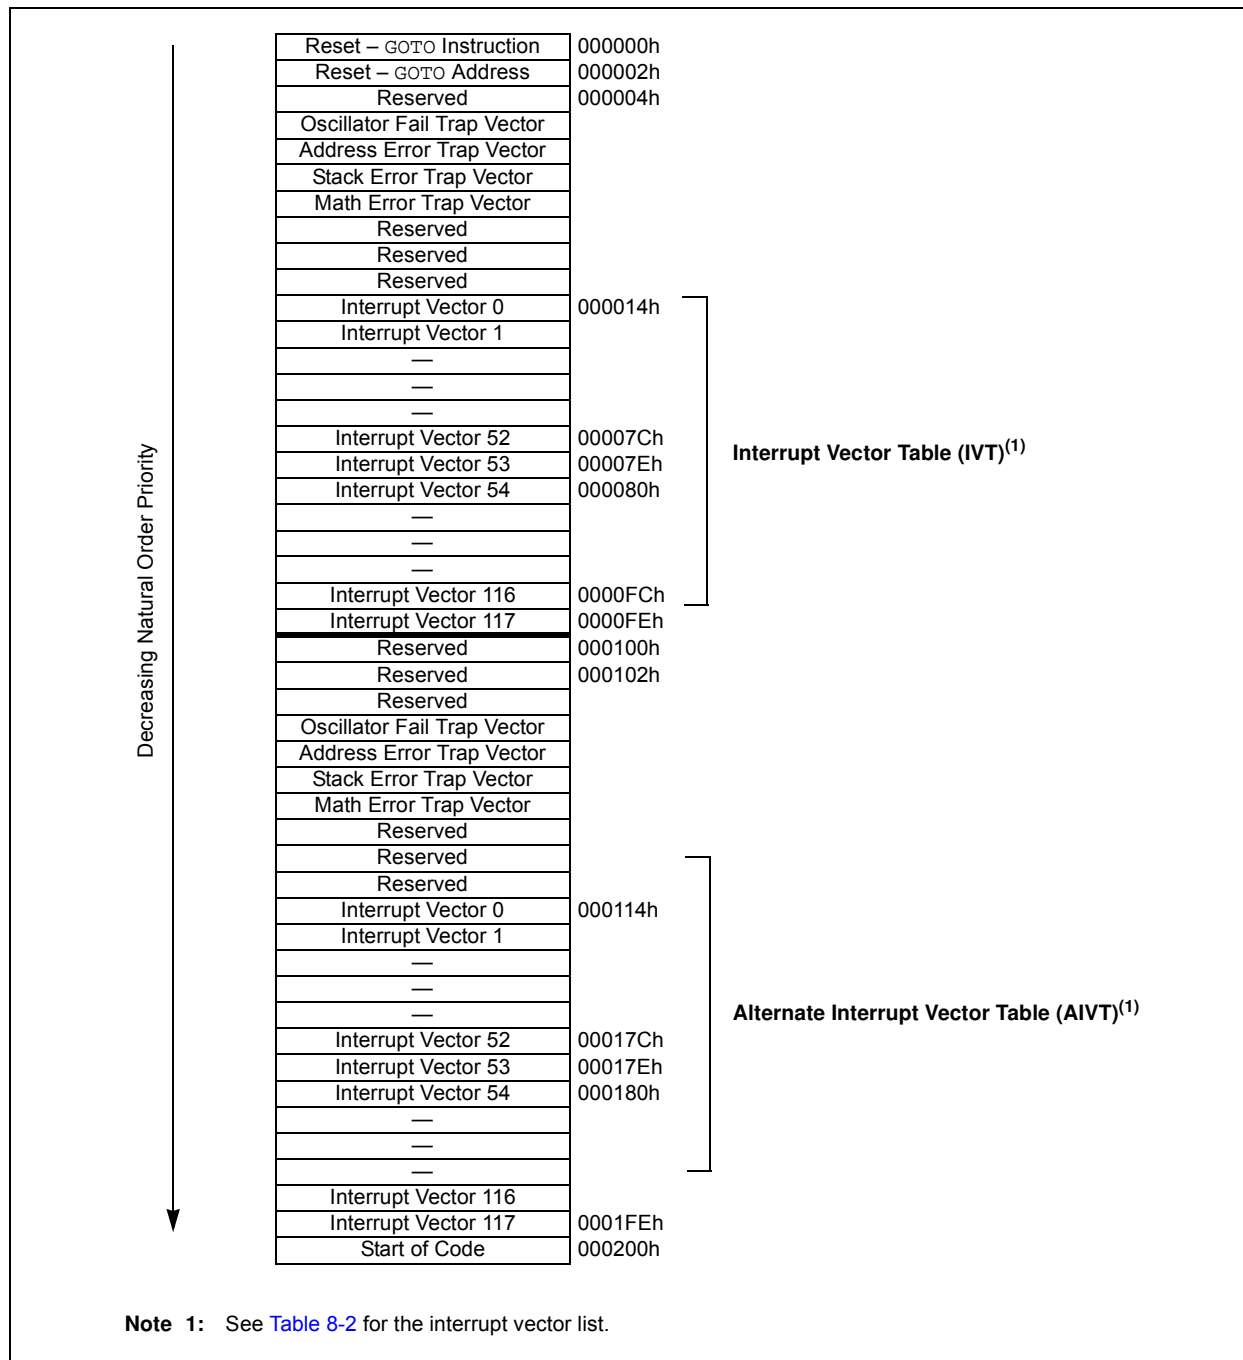 Reset – GOTO Instruction 000000h
Reset – GOTO Address 000002h
Reserved 000004h
Oscillator Fail Trap Vector
Address Error Trap Vector
Stack Error Trap Vector
Math Error Trap Vector
Reserved
Reserved
Reserved
Interrupt Vector 0 000014h
Interrupt Vector 1
—
—
—
Interrupt Vector 52 00007Ch
Interrupt Vector 53 00007Eh
Interrupt Vector 54 000080h
—
—
—
Interrupt Vector 116 0000FCh
Interrupt Vector 117 0000FEh
Reserved 000100h
Reserved 000102h
Reserved
Oscillator Fail Trap Vector
Address Error Trap Vector
Stack Error Trap Vector
Math Error Trap Vector
Reserved
Reserved
Reserved
Interrupt Vector 0 000114h
Interrupt Vector 1
—
—
—
Interrupt Vector 52 00017Ch
Interrupt Vector 53 00017Eh
Interrupt Vector 54 000180h
—
—
—
Interrupt Vector 116
Interrupt Vector 117 0001FEh
Start of Code 000200h
Decreasing Natural Order Priority
Interrupt Vector Table (IVT)(1)
Alternate Interrupt Vector Table (AIVT)(1)
Note 1: See Table 8-2 for the interrupt vector list.